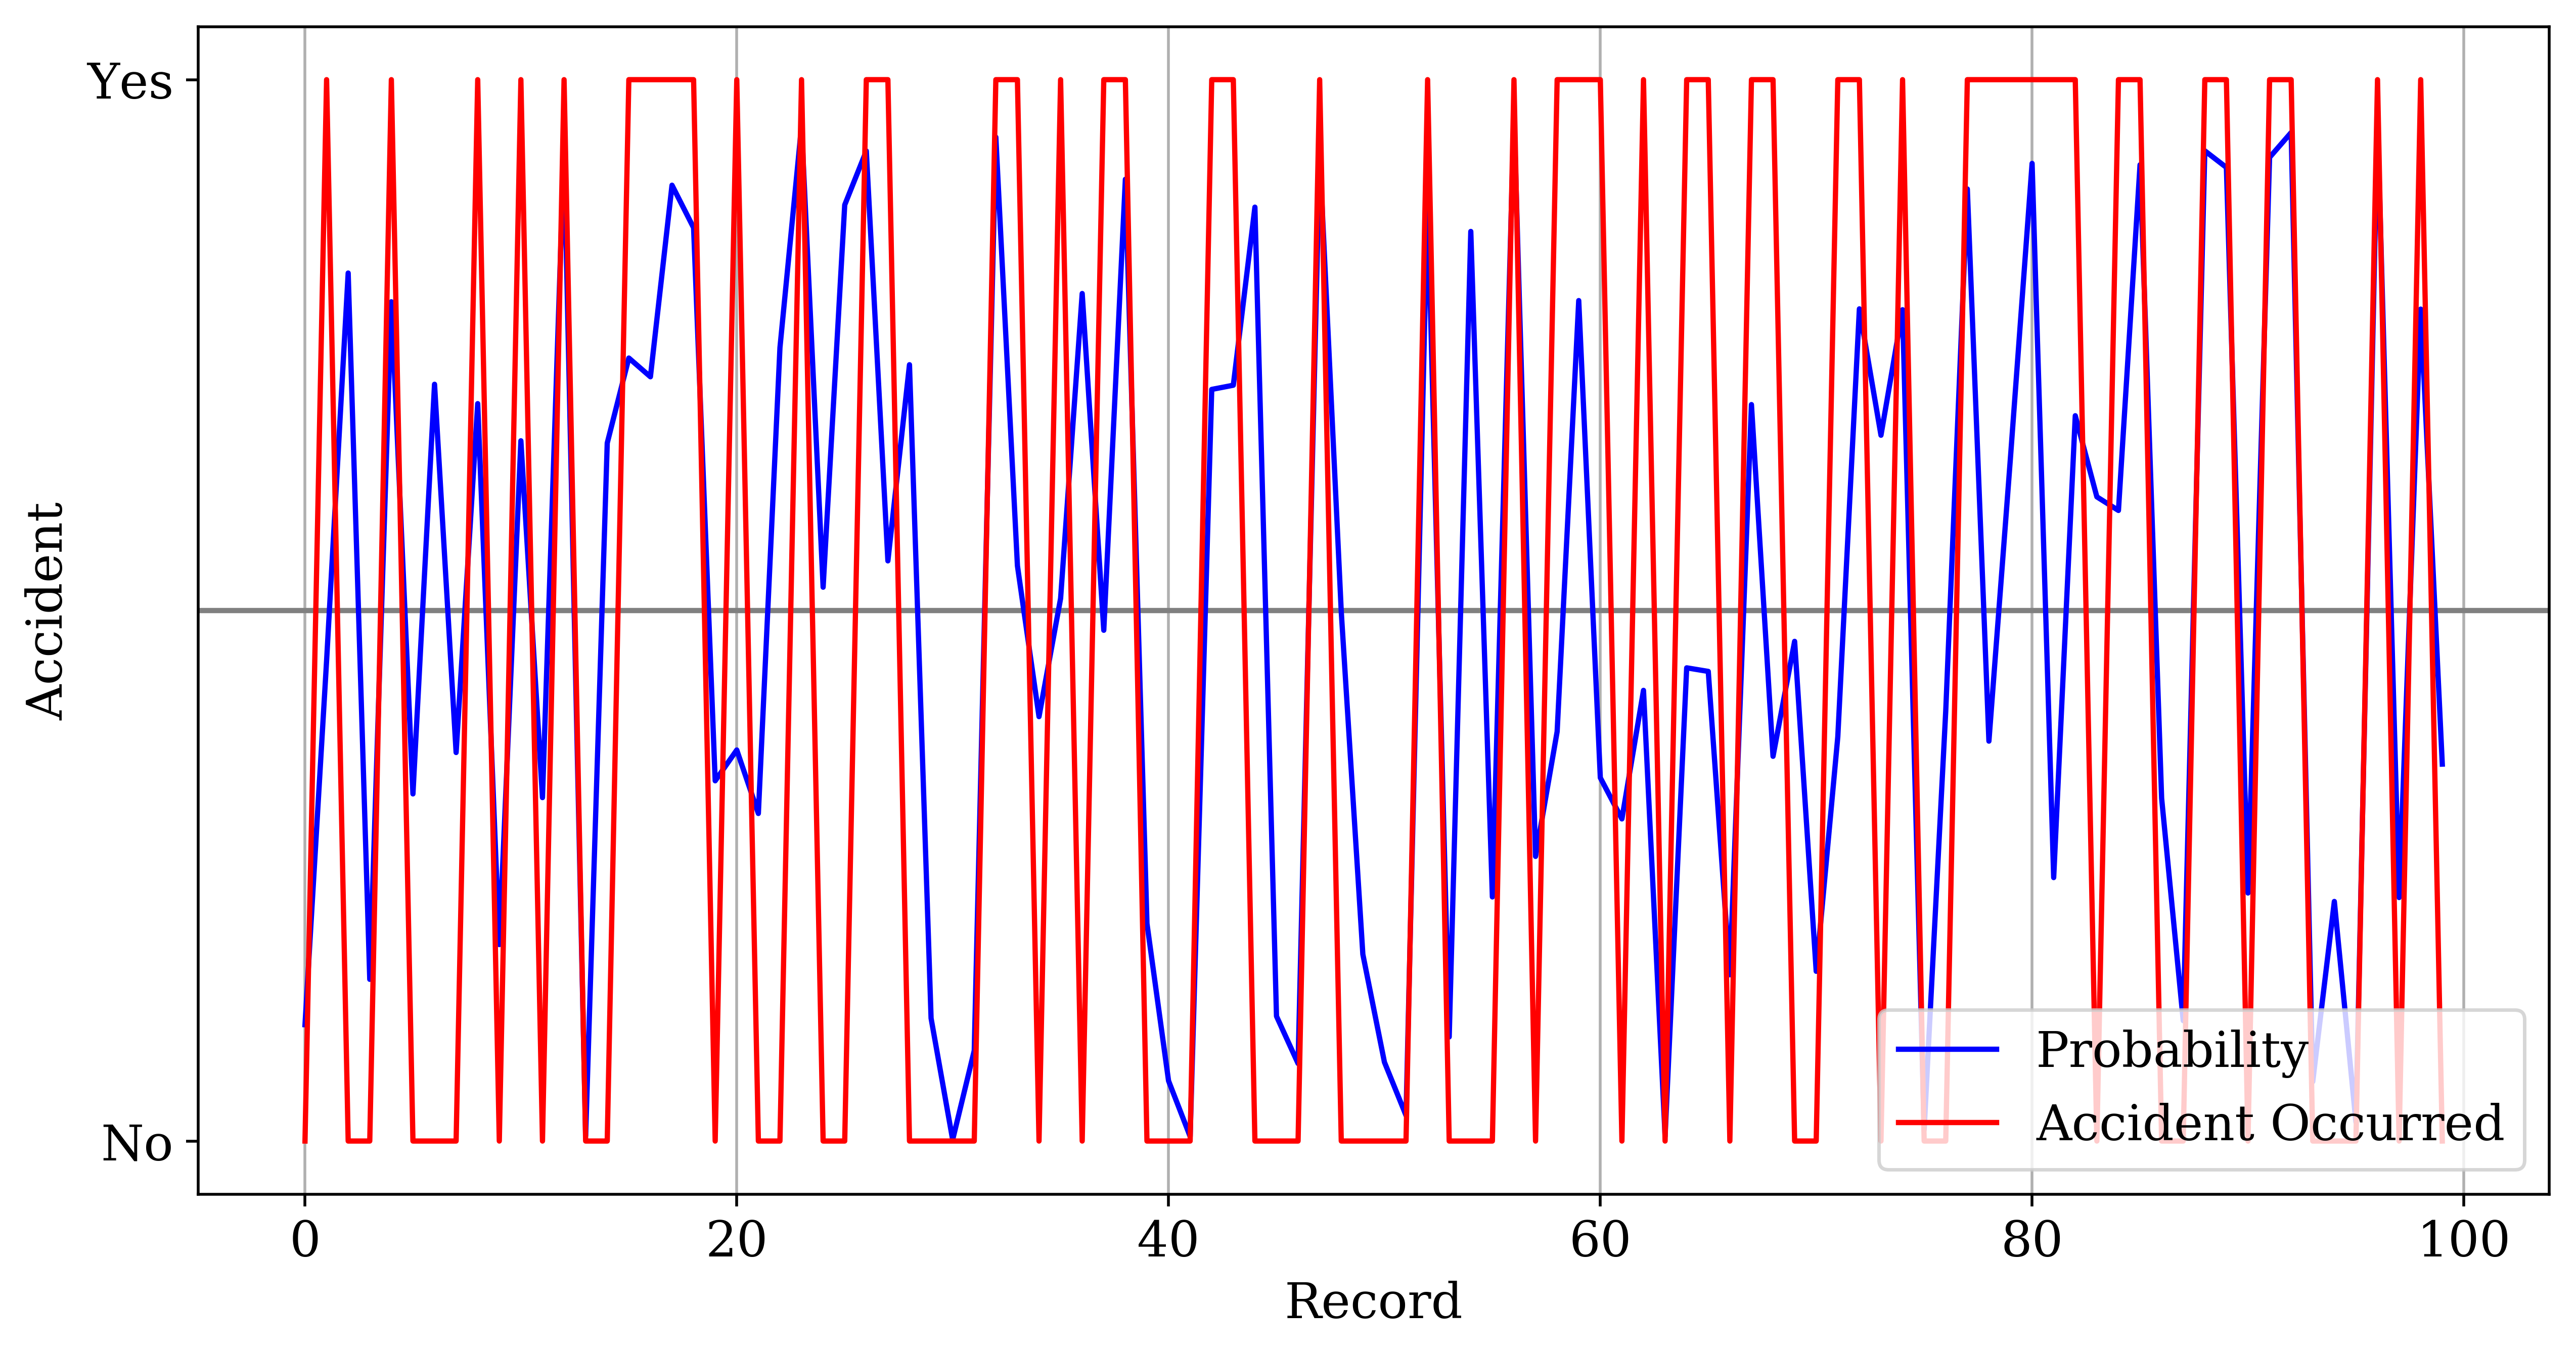 Yes
No
Accident
0 20 40 60 80 100
Record
Probability
Accident Occurred